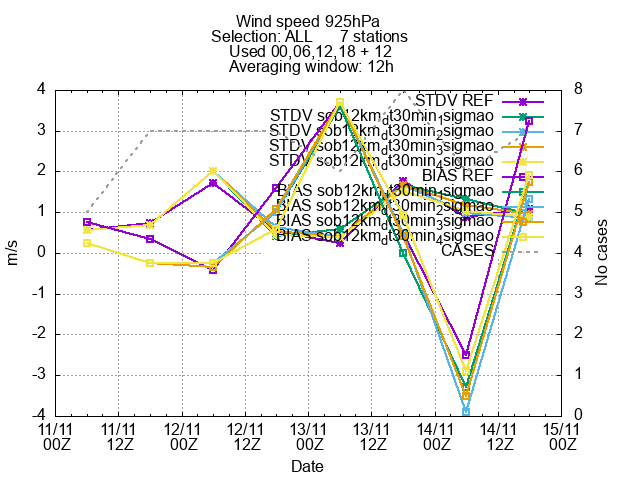 Wind speed 925hPa
Selection: ALL 7 stations
Used 00,06,12,18 + 12
Averaging window: 12h
4
3
2
1
0
-1
-2
-3
-4
m/s
8
7
6
5
4
3
2
1
0
No cases
STDV REF
STDV sob12km_dt30min_1sigmao
STDV sob12km_dt30min_2sigmao
STDV sob12km_dt30min_3sigmao
STDV sob12km_dt30min_4sigmao
BIAS REF
BIAS sob12km_dt30min_1sigmao
BIAS sob12km_dt30min_2sigmao
BIAS sob12km_dt30min_3sigmao
BIAS sob12km_dt30min_4sigmao
CASES
11/11 11/11 12/11 12/11 13/11 13/11 14/11 14/11 15/11
00Z 12Z 00Z 12Z 00Z 12Z 00Z 12Z 00Z
Date